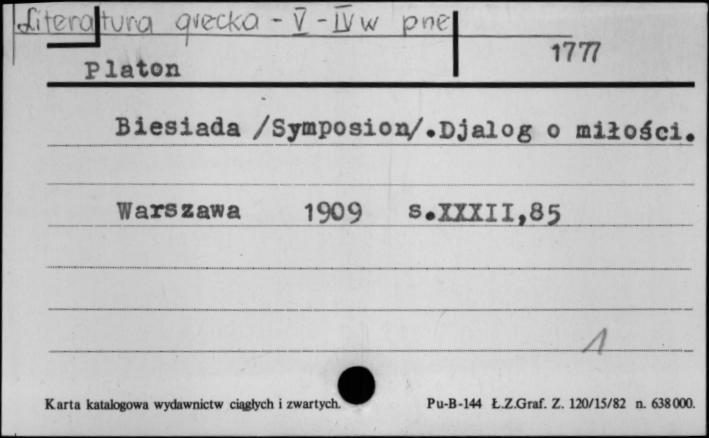 Literatura grecka - V - IV w pne
1777
Platon
Biesiada /Symposion/.Djalog o miłości.
Warszawa 1909 s.XXXII,85
1
Karta katalogowa wydawnictw ciągłych i zwartych. Pu-B-144 Ł.Z.Graf. Z. 120/15/82 n. 638000.